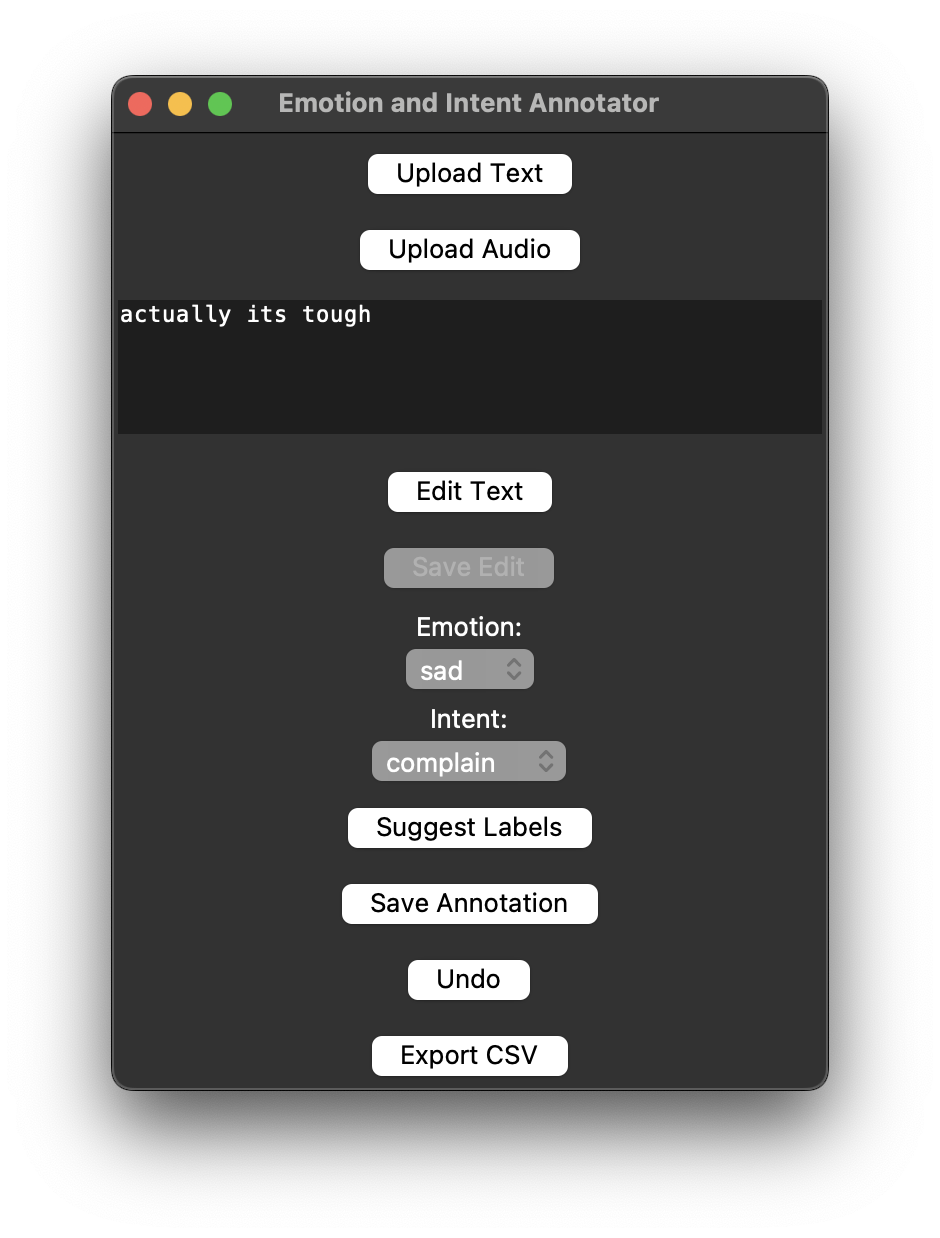 Emotion and Intent Annotator
Upload Text
Upload Audio
actually its tough
Edit Text
Save Edit
Emotion:
sad
Intent:
complain
Suggest Labels
Save Annotation
Undo
Export CSV